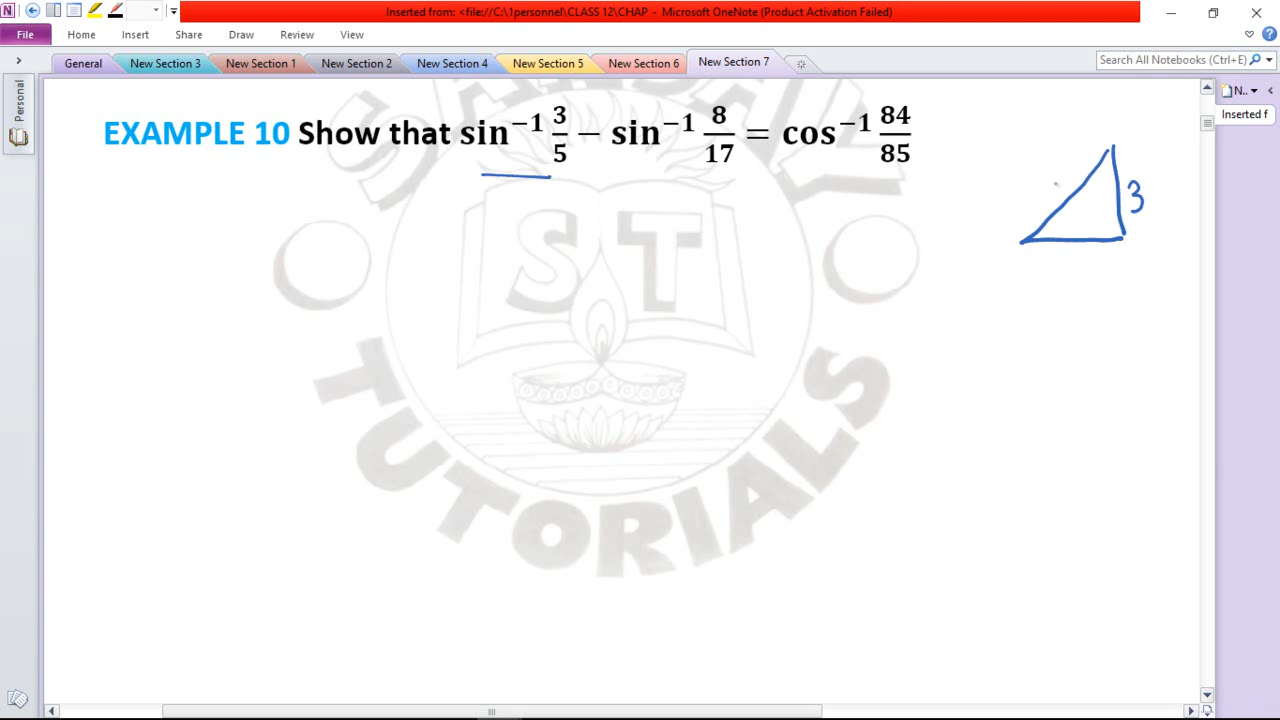 Inserted from: <file://C:\1personnel\CLASS 12\CHAP - Microsoft OneNote (Product Activation Failed)
File Home Insert Share Draw Review View
General New Section 3 New Section 1 New Section 2 New Section 4 New Section 5 New Section 6 New Section 7
Search All Notebooks (Ctrl+E)
N..
Personal
Inserted f
EXAMPLE 10 Show that sin⁻¹ 3/5 − sin⁻¹ 8/17 = cos⁻¹ 84/85
3
S T
TUTORIALS